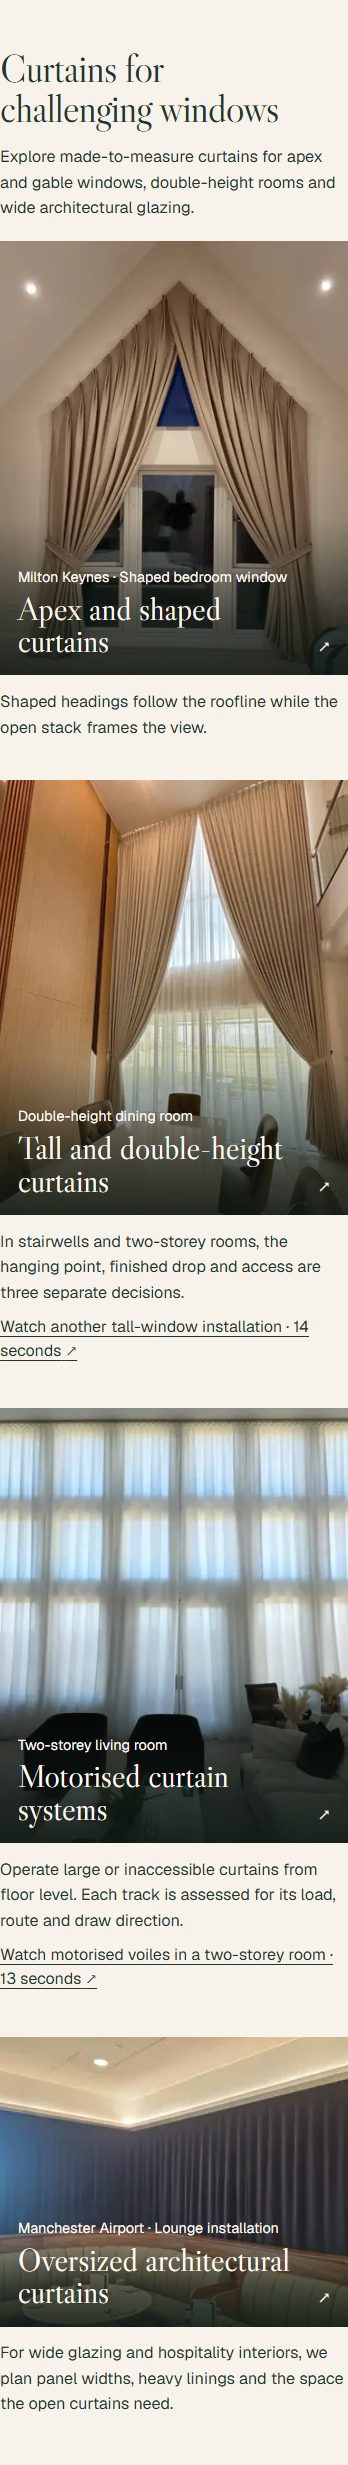 Curtains for
challenging windows
Explore made-to-measure curtains for apex
and gable windows, double-height rooms and
wide architectural glazing.
Milton Keynes · Shaped bedroom window
Apex and shaped
curtains
↗
Shaped headings follow the roofline while the
open stack frames the view.
Double-height dining room
Tall and double-height
curtains
↗
In stairwells and two-storey rooms, the
hanging point, finished drop and access are
three separate decisions.
Watch another tall-window installation · 14
seconds ↗
Two-storey living room
Motorised curtain
systems
↗
Operate large or inaccessible curtains from
floor level. Each track is assessed for its load,
route and draw direction.
Watch motorised voiles in a two-storey room ·
13 seconds ↗
Manchester Airport · Lounge installation
Oversized architectural
curtains
↗
For wide glazing and hospitality interiors, we
plan panel widths, heavy linings and the space
the open curtains need.